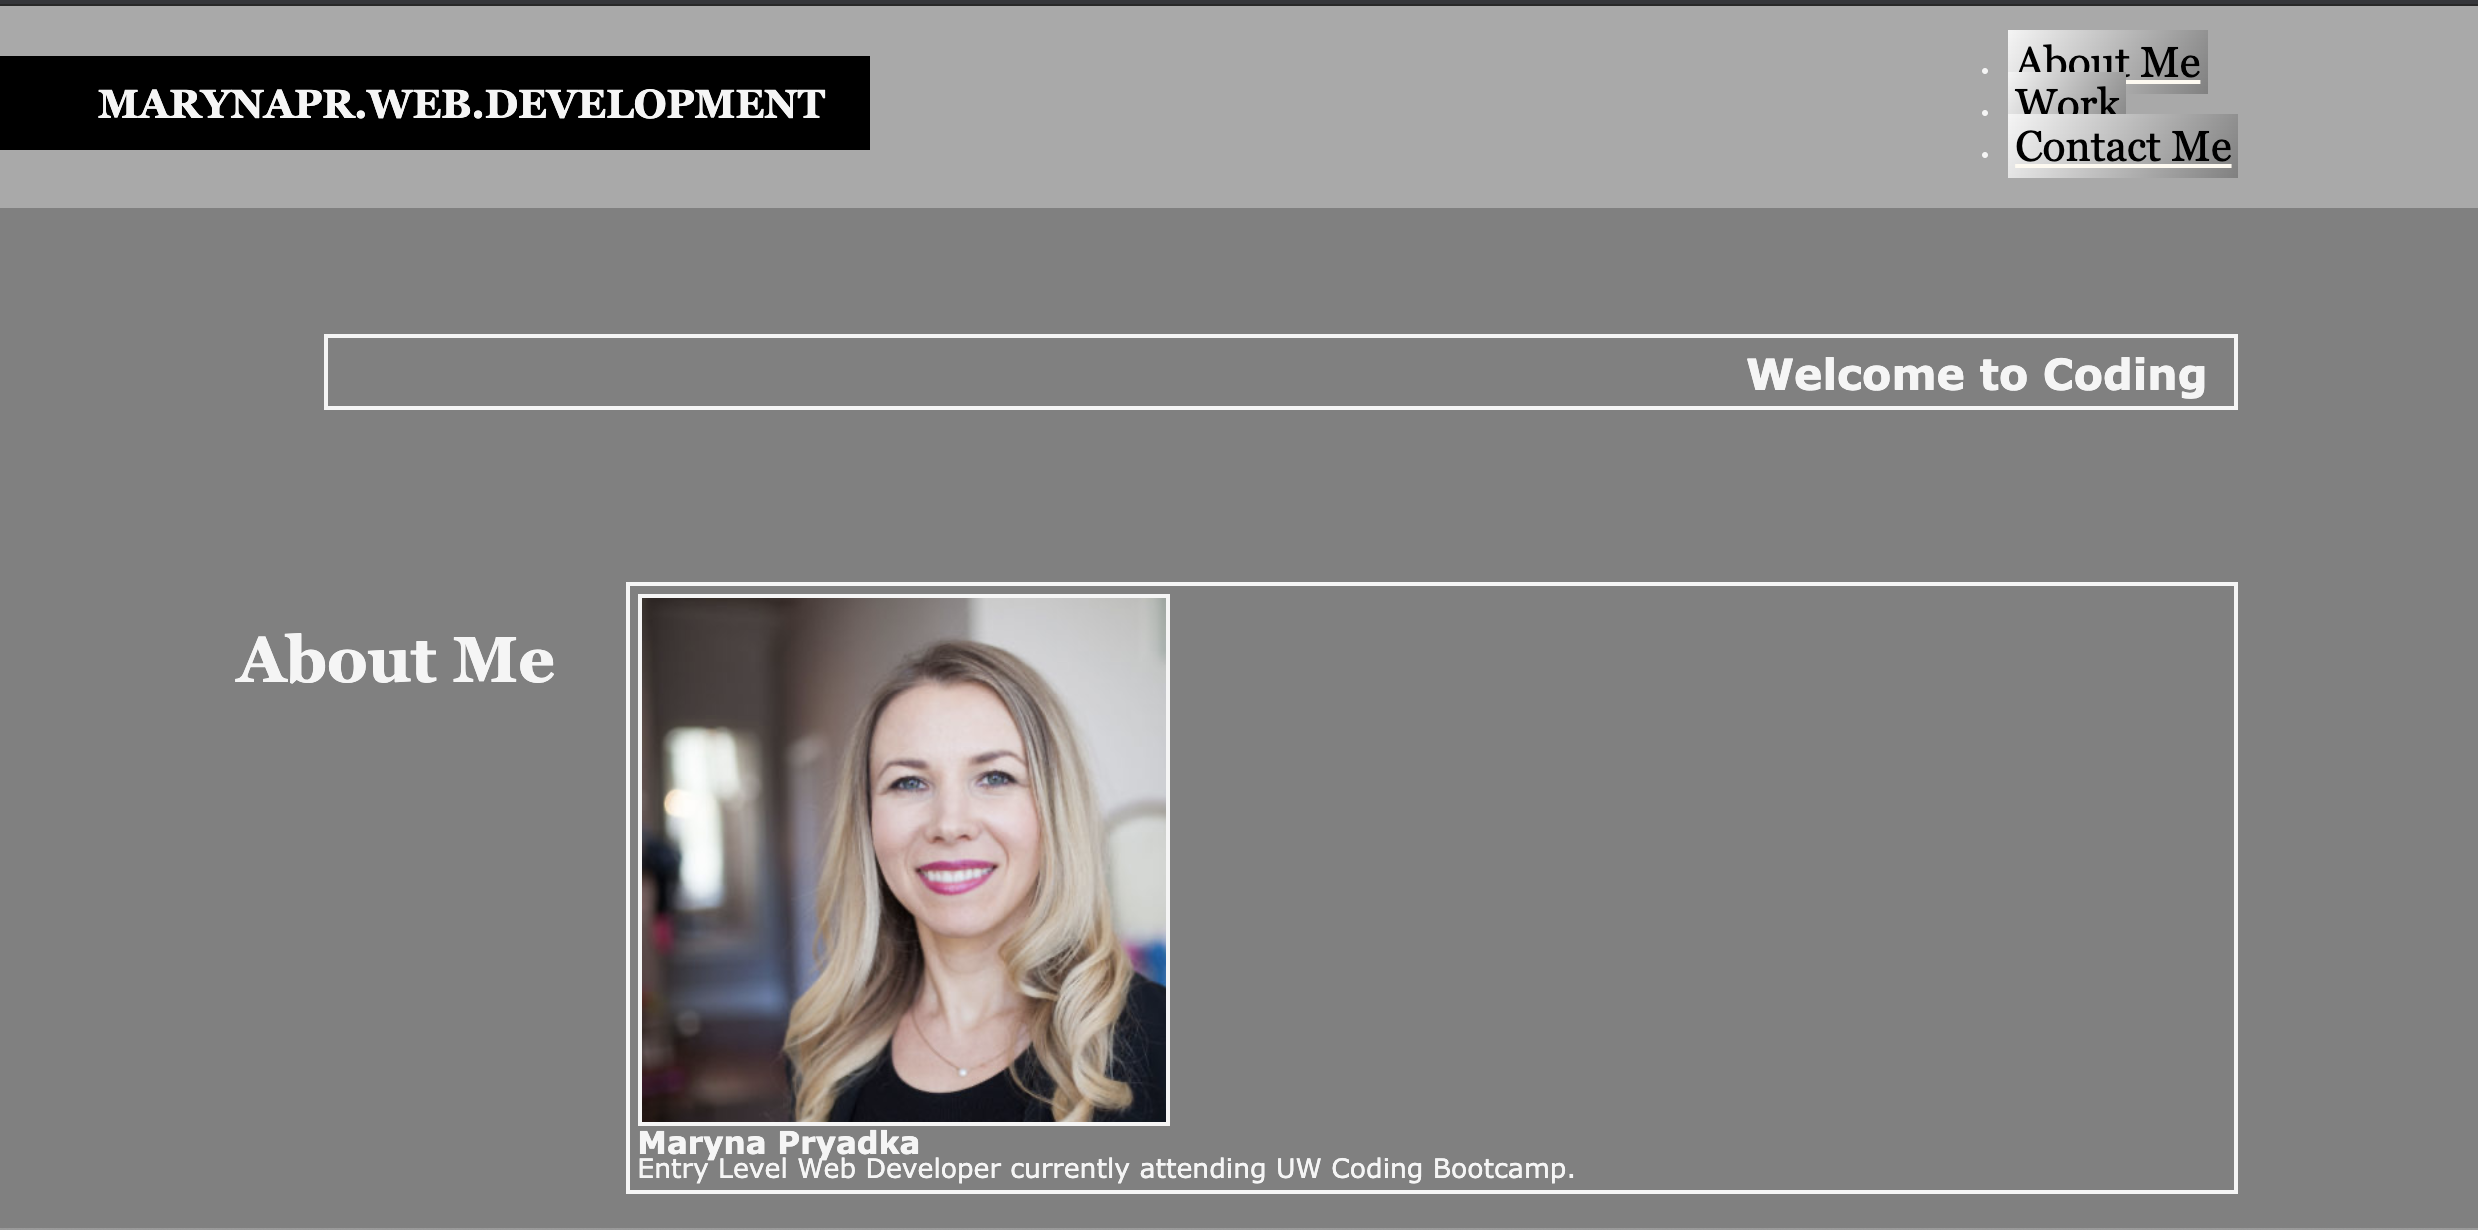 MARYNAPR.WEB.DEVELOPMENT
About Me
Work
Contact Me
Welcome to Coding
About Me
Maryna Pryadka
Entry Level Web Developer currently attending UW Coding Bootcamp.